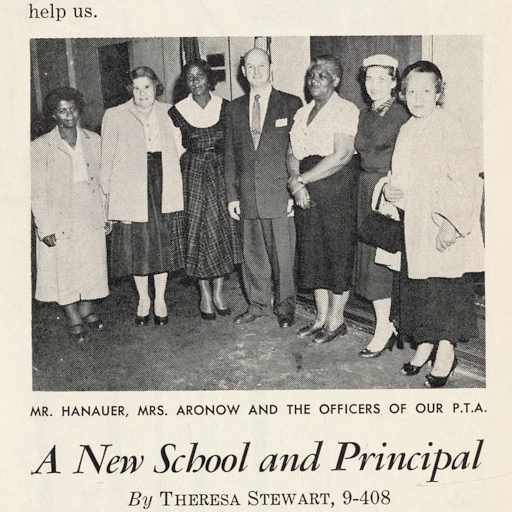 help us.
MR. HANAUER, MRS. ARONOW AND THE OFFICERS OF OUR P.T.A.
A New School and Principal
By THERESA STEWART, 9-408